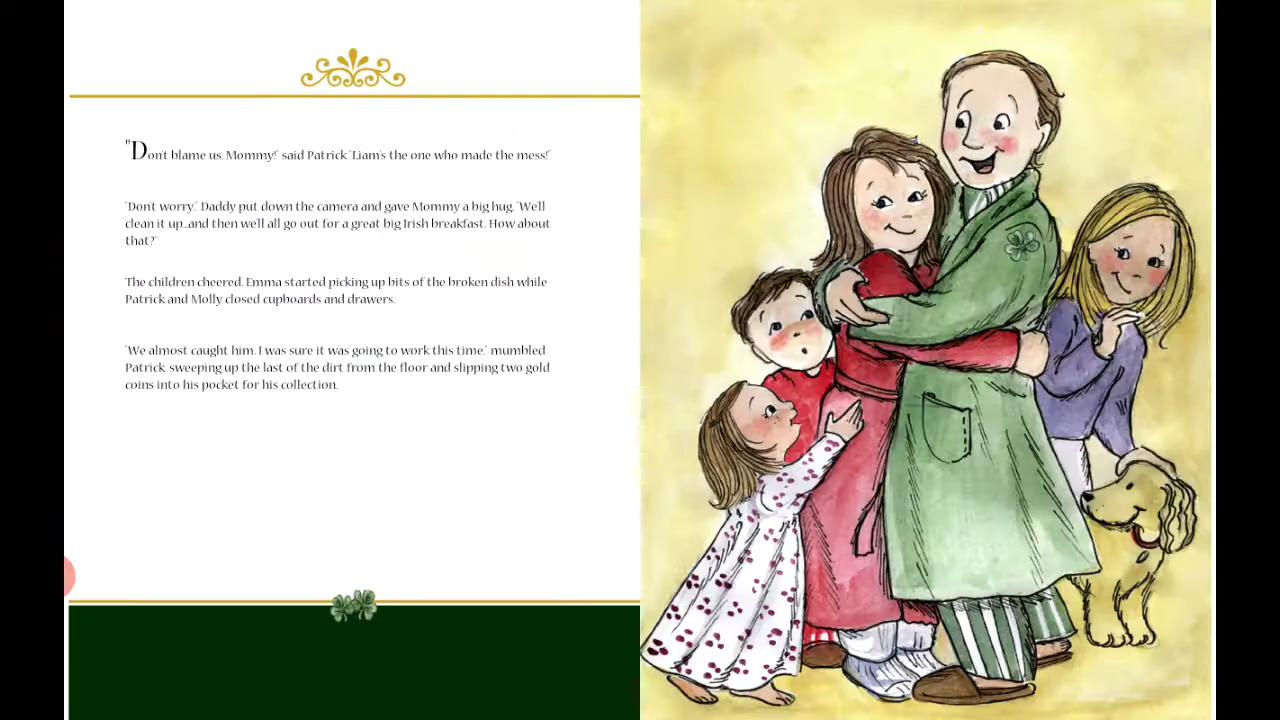 "Don't blame us, Mommy!" said Patrick "Liam's the one who made the mess!"
"Don't worry." Daddy put down the camera and gave Mommy a big hug. "We'll
clean it up...and then we'll all go out for a great big Irish breakfast. How about
that?"
The children cheered. Emma started picking up bits of the broken dish while
Patrick and Molly closed cupboards and drawers.
"We almost caught him. I was sure it was going to work this time," mumbled
Patrick, sweeping up the last of the dirt from the floor and slipping two gold
coins into his pocket for his collection.